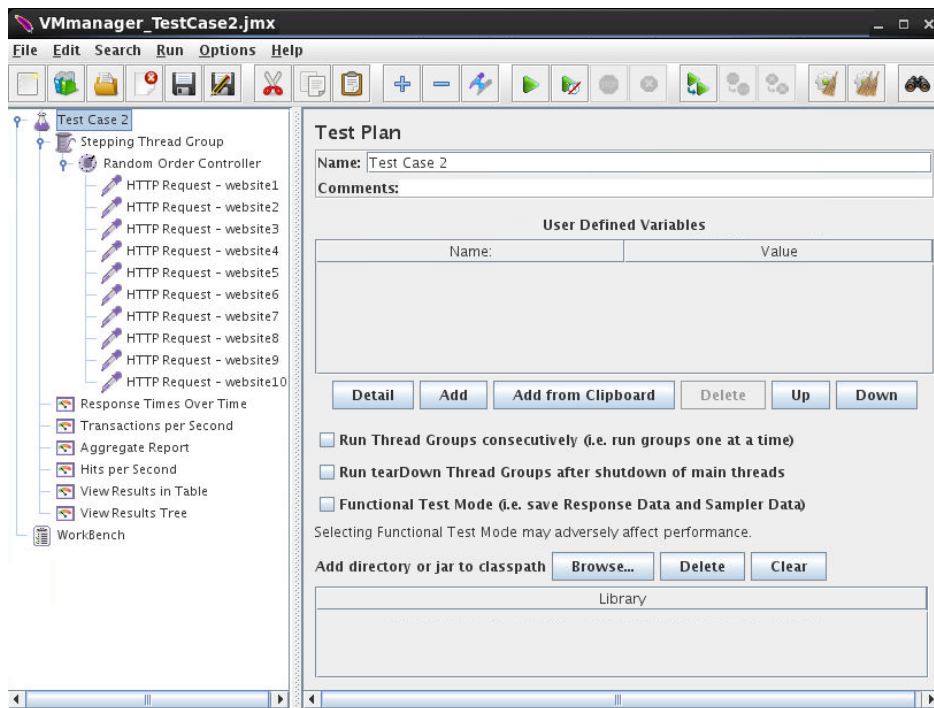 VMmanager_TestCase2.jmx
File Edit Search Run Options Help
Test Case 2
Stepping Thread Group
Random Order Controller
HTTP Request - website1
HTTP Request - website2
HTTP Request - website3
HTTP Request - website4
HTTP Request - website5
HTTP Request - website6
HTTP Request - website7
HTTP Request - website8
HTTP Request - website9
HTTP Request - website10
Response Times Over Time
Transactions per Second
Aggregate Report
Hits per Second
View Results in Table
View Results Tree
WorkBench
Test Plan
Name: Test Case 2
Comments:
User Defined Variables
Name: Value
Detail Add Add from Clipboard Delete Up Down
Run Thread Groups consecutively (i.e. run groups one at a time)
Run tearDown Thread Groups after shutdown of main threads
Functional Test Mode (i.e. save Response Data and Sampler Data)
Selecting Functional Test Mode may adversely affect performance.
Add directory or jar to classpath Browse... Delete Clear
Library